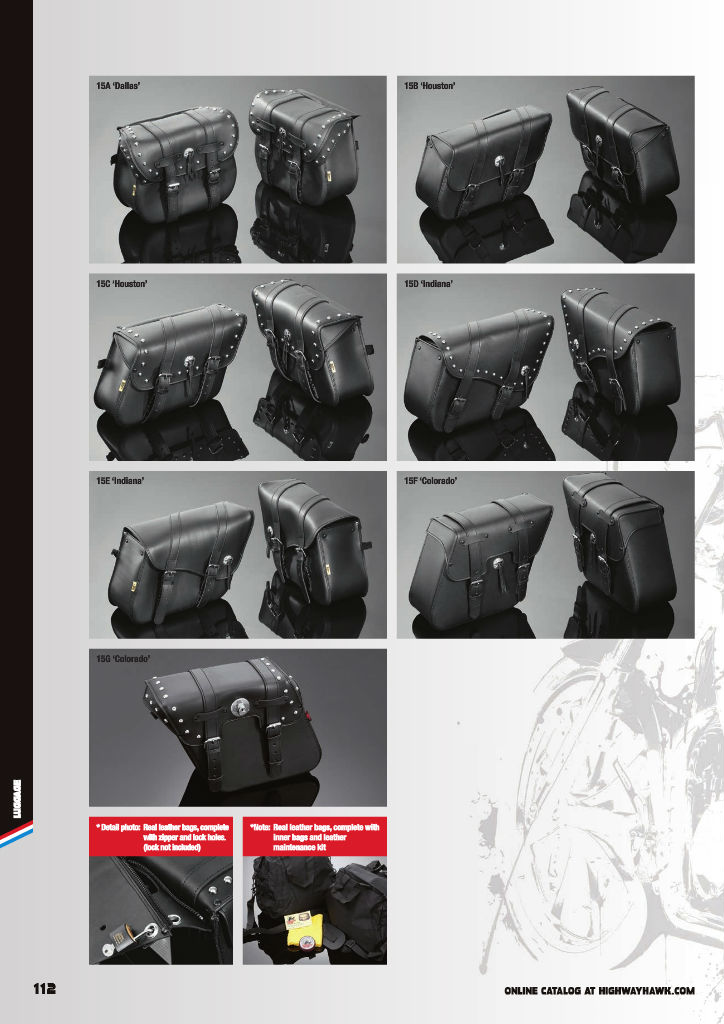 15A 'Dallas'
15B 'Houston'
15C 'Houston'
15D 'Indiana'
15E 'Indiana'
15F 'Colorado'
15G 'Colorado'
LUGGAGE
* Detail photo: Real leather bags, complete
with zipper and lock holes.
(lock not included)
*Note: Real leather bags, complete with
inner bags and leather
maintenance kit
112
ONLINE CATALOG AT HIGHWAYHAWK.COM